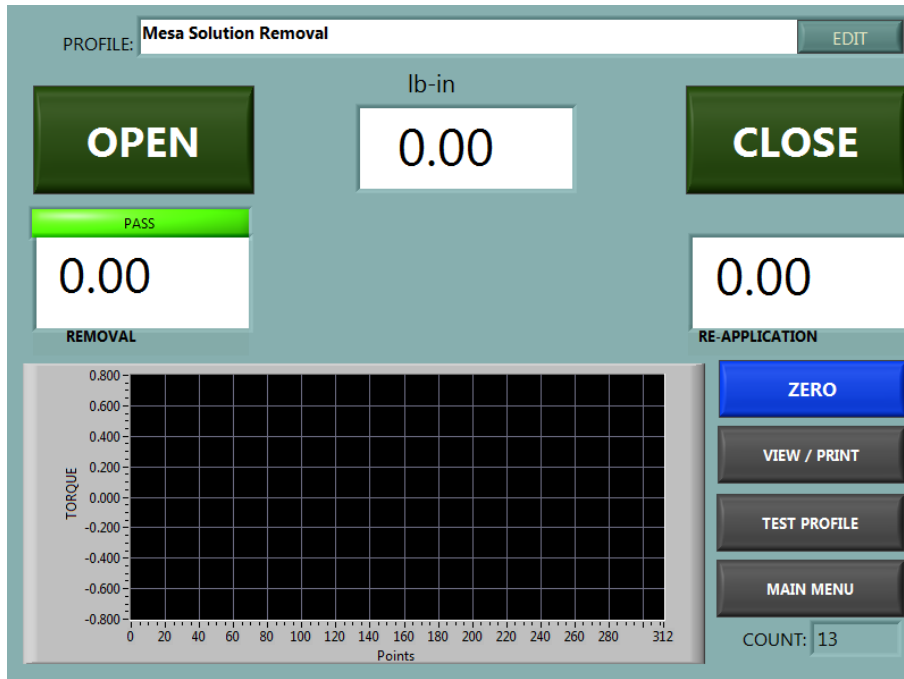 PROFILE: Mesa Solution Removal EDIT
lb-in
OPEN 0.00 CLOSE
PASS
0.00 0.00
REMOVAL RE-APPLICATION
0.800
0.600
0.400
0.200
0.000
-0.200
-0.400
-0.600
-0.800
TORQUE
0 20 40 60 80 100 120 140 160 180 200 220 240 260 280 312
Points
ZERO
VIEW / PRINT
TEST PROFILE
MAIN MENU
COUNT: 13